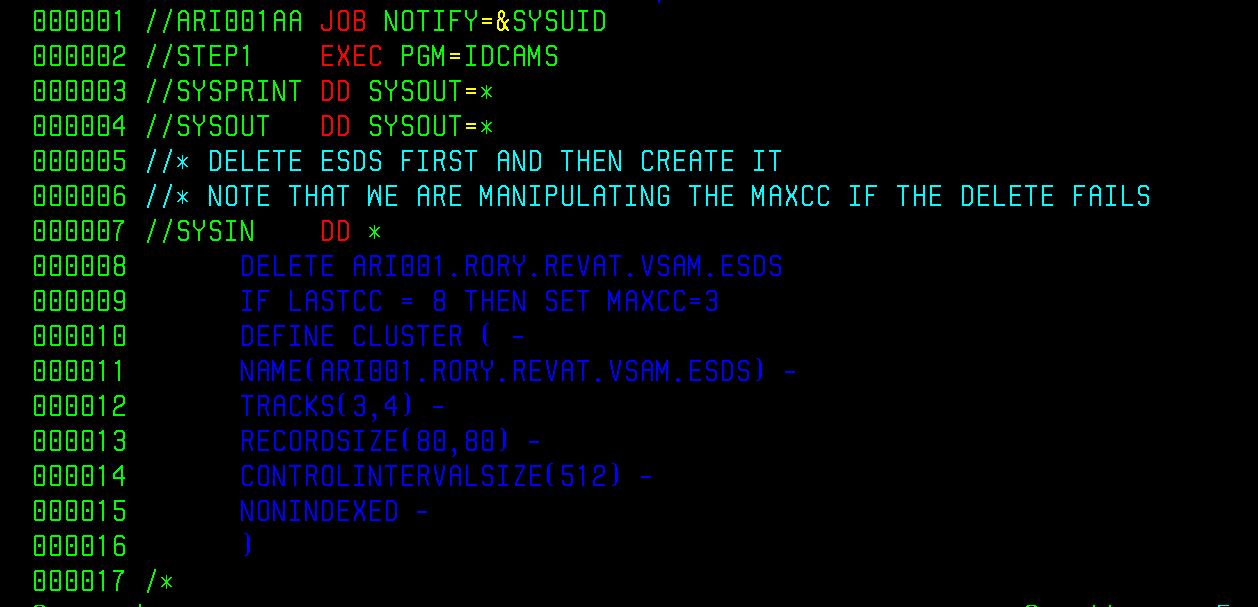 000001 //ARI001AA JOB NOTIFY=&SYSUID
000002 //STEP1    EXEC PGM=IDCAMS
000003 //SYSPRINT DD SYSOUT=*
000004 //SYSOUT   DD SYSOUT=*
000005 //* DELETE ESDS FIRST AND THEN CREATE IT
000006 //* NOTE THAT WE ARE MANIPULATING THE MAXCC IF THE DELETE FAILS
000007 //SYSIN    DD *
000008       DELETE ARI001.RORY.REVAT.VSAM.ESDS
000009       IF LASTCC = 8 THEN SET MAXCC=3
000010       DEFINE CLUSTER ( -
000011       NAME(ARI001.RORY.REVAT.VSAM.ESDS) -
000012       TRACKS(3,4) -
000013       RECORDSIZE(80,80) -
000014       CONTROLINTERVALSIZE(512) -
000015       NONINDEXED -
000016       )
000017 /*